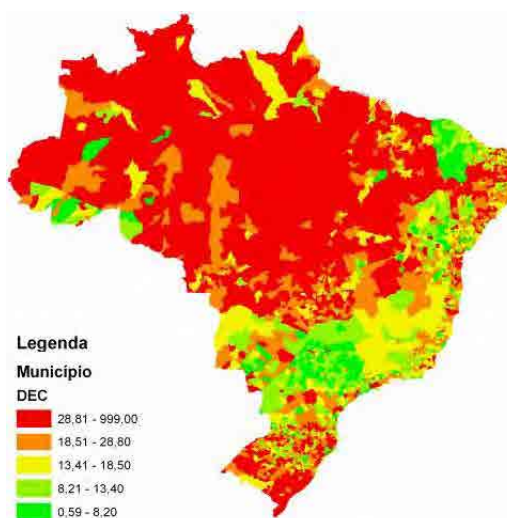 Legenda
Município
DEC
28,81 - 999,00
18,51 - 28,80
13,41 - 18,50
8,21 - 13,40
0,59 - 8,20